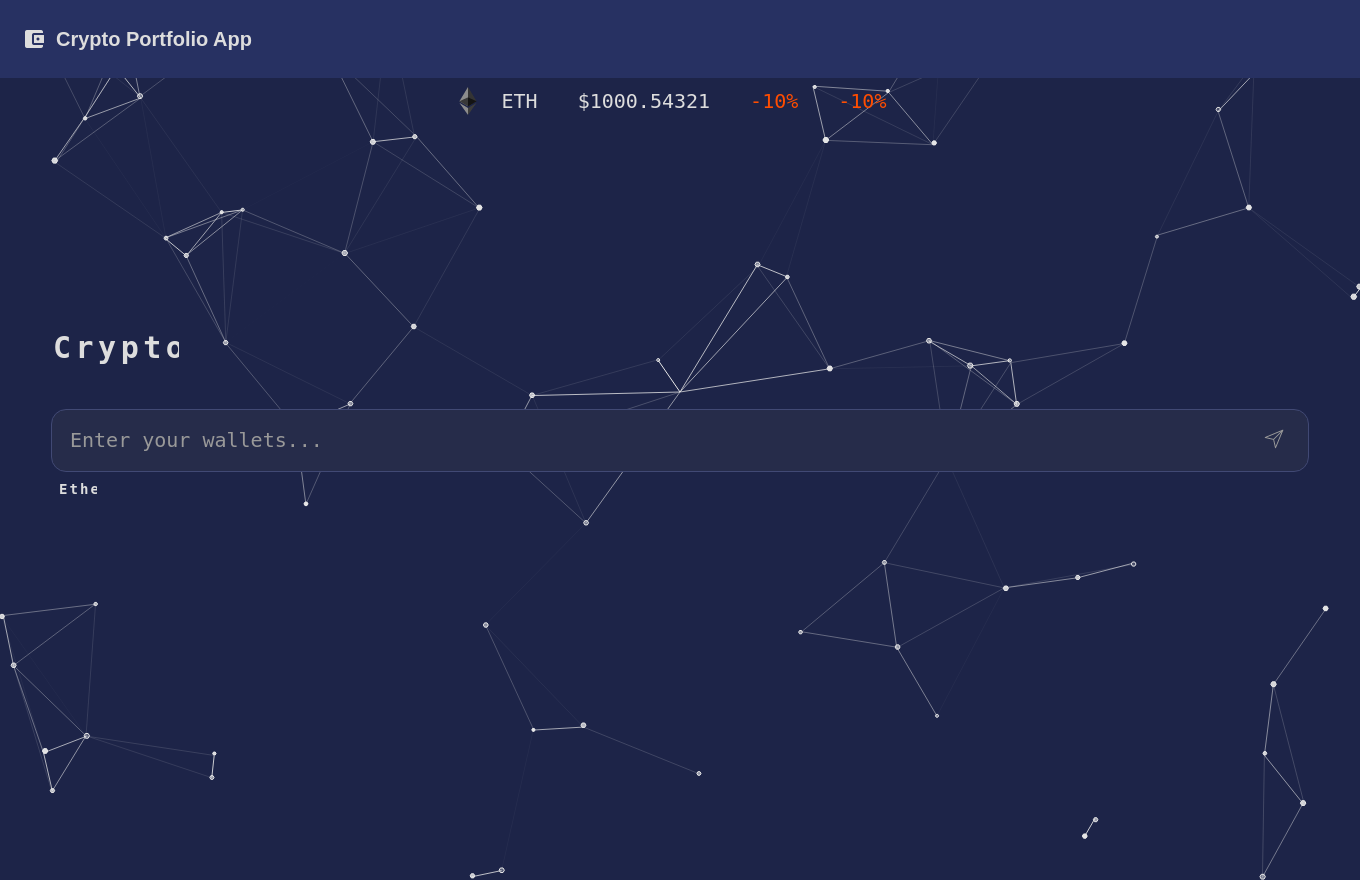 Crypto Portfolio App
ETH $1000.54321 -10% -10%
Crypto
Enter your wallets...
Ethe